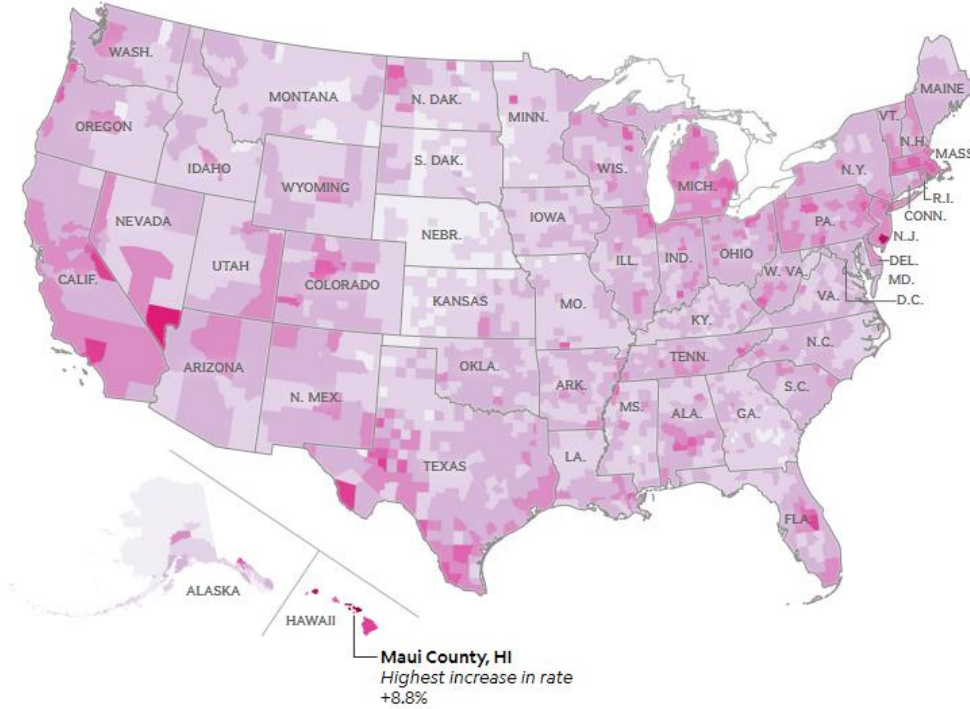 WASH.
MAINE
MONTANA
N. DAK.
MINN.
VT.
OREGON
N.H.
MASS
IDAHO
S. DAK.
WIS.
N.Y.
WYOMING
MICH.
R.I.
CONN.
NEVADA
IOWA
PA.
NEBR.
N.J.
OHIO
UTAH
ILL.
IND.
DEL.
CALIF.
COLORADO
W. VA.
MD.
KANSAS
MO.
VA.
D.C.
KY.
N.C.
TENN.
ARIZONA
OKLA.
N. MEX.
ARK.
S.C.
MS.
ALA.
GA.
TEXAS
LA.
FLA.
ALASKA
HAWAII
Maui County, HI
Highest increase in rate
+8.8%